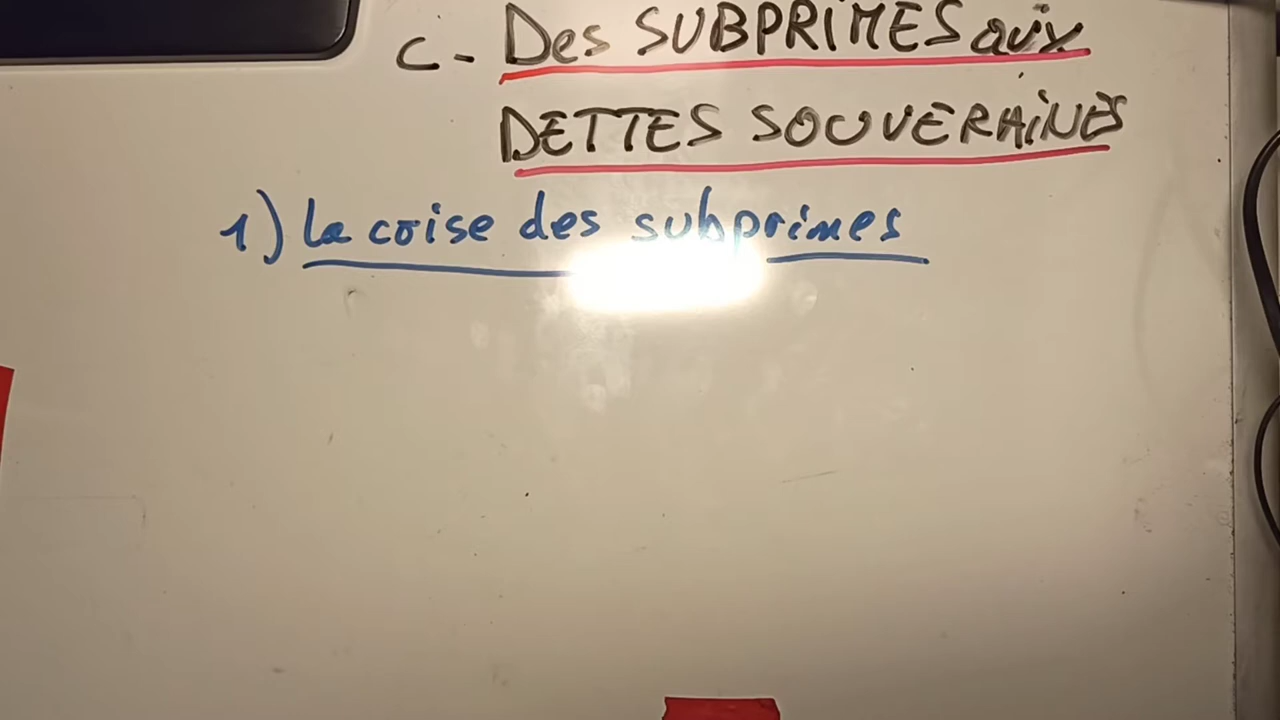 C- Des SUBPRIMES aux
DETTES SOUVERAINES
1) la crise des subprimes